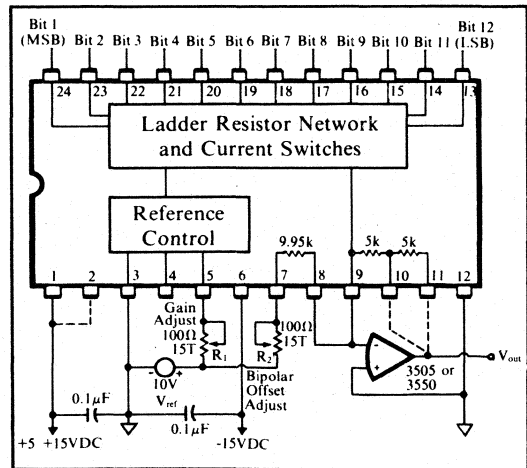 Bit 1 Bit 12
(MSB) Bit 2 Bit 3 Bit 4 Bit 5 Bit 6 Bit 7 Bit 8 Bit 9 Bit 10 Bit 11 (LSB)
24 23 22 21 20 19 18 17 16 15 14 13
Ladder Resistor Network
and Current Switches
Reference
Control
9.95k 5k 5k
1 2 3 4 5 6 7 8 9 10 11 12
Gain
Adjust
100Ω
15T
R1
100Ω
15T
R2
- +
10V
Vref
Bipolar
Offset
Adjust
-
+
3505 or
3550
Vout
0.1μF
0.1μF
+5 +15VDC
-15VDC